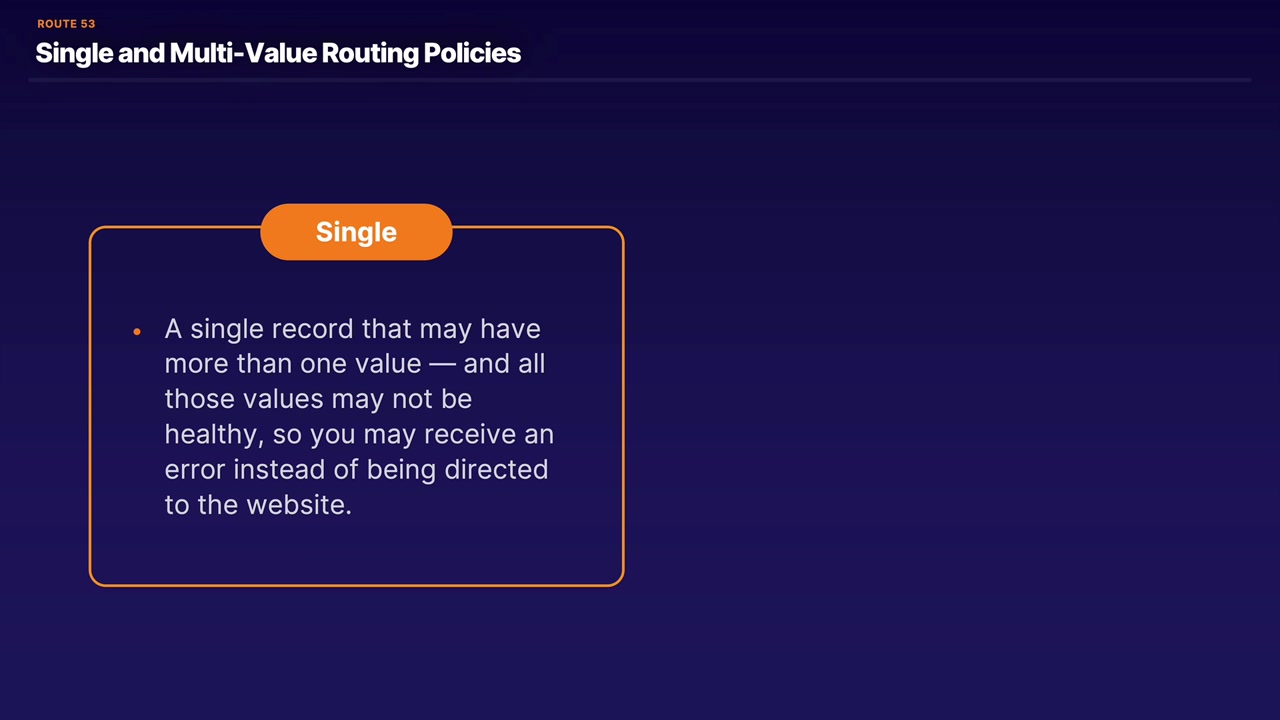 ROUTE 53
Single and Multi-Value Routing Policies
Single
• A single record that may have
more than one value — and all
those values may not be
healthy, so you may receive an
error instead of being directed
to the website.